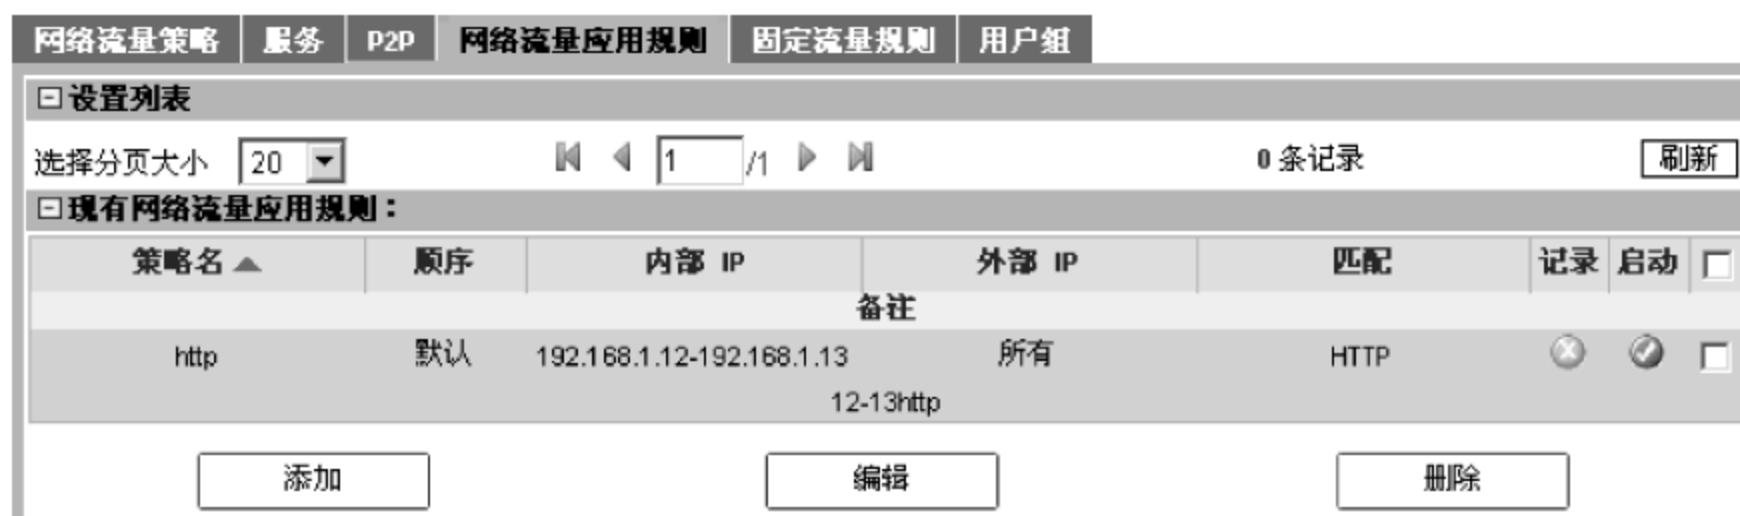 网络流量策略 服务 P2P 网络流量应用规则 固定流量规则 用户组
设置列表
选择分页大小 20 1 /1 0 条记录 刷新
现有网络流量应用规则：
策略名 顺序 内部 IP 外部 IP 匹配 记录 启动
备注
http 默认 192.168.1.12-192.168.1.13 所有 HTTP
12-13http
添加 编辑 删除